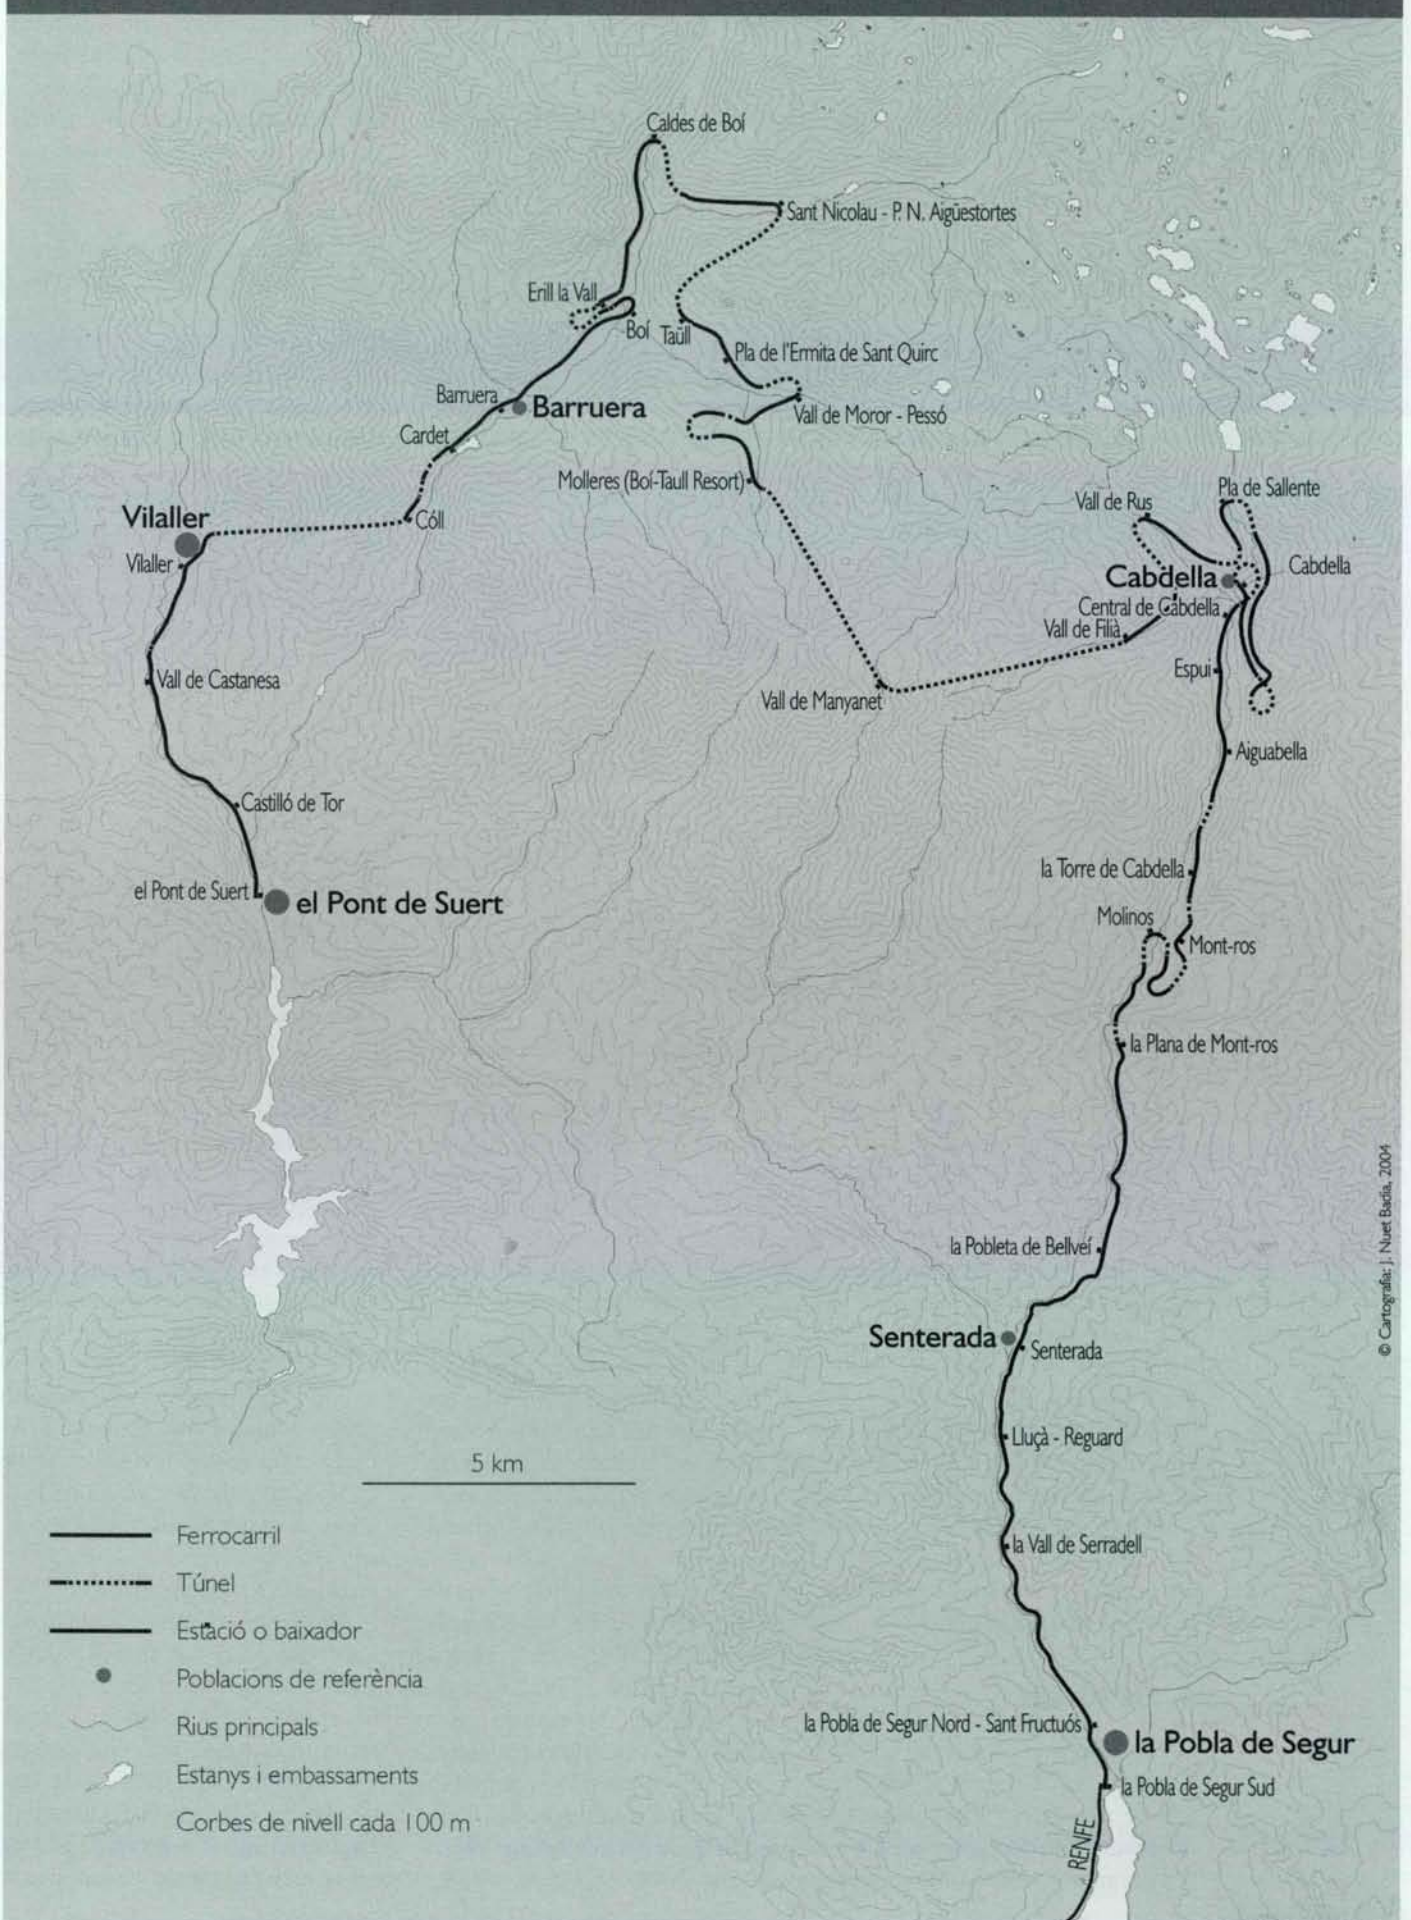 Caldes de Boí
Sant Nicolau - P. N. Aigüestortes
Erill la Vall
Boí
Taüll
Pla de l'Ermita de Sant Quirc
Barruera
Barruera
Vall de Moror - Pessó
Cardet
Molleres (Boí-Taull Resort)
Pla de Sallente
Vall de Rus
Vilaller
Cóll
Vilaller
Cabdella
Cabdella
Central de Cabdella
Vall de Filià
Espui
Vall de Castanesa
Vall de Manyanet
Aiguabella
Castilló de Tor
la Torre de Cabdella
el Pont de Suert
el Pont de Suert
Molinos
Mont-ros
la Plana de Mont-ros
la Pobleta de Bellveí
Senterada
Senterada
Lluçà - Reguard
la Vall de Serradell
la Pobla de Segur Nord - Sant Fructuós
la Pobla de Segur
la Pobla de Segur Sud
RENFE
5 km
Ferrocarril
Túnel
Estació o baixador
Poblacions de referència
Rius principals
Estanys i embassaments
Corbes de nivell cada 100 m
© Cartografia: J. Nuet Badia, 2004